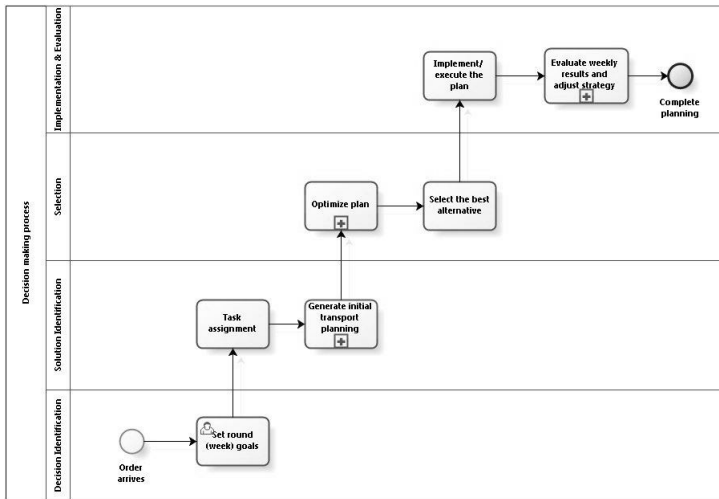 Decision making process
Implementation & Evaluation
Implement/
execute the
plan
Evaluate weekly
results and
adjust strategy
Complete
planning
Selection
Optimize plan
Select the best
alternative
Solution Identification
Task
assignment
Generate initial
transport
planning
Decision Identification
Order
arrives
Set round
(week) goals